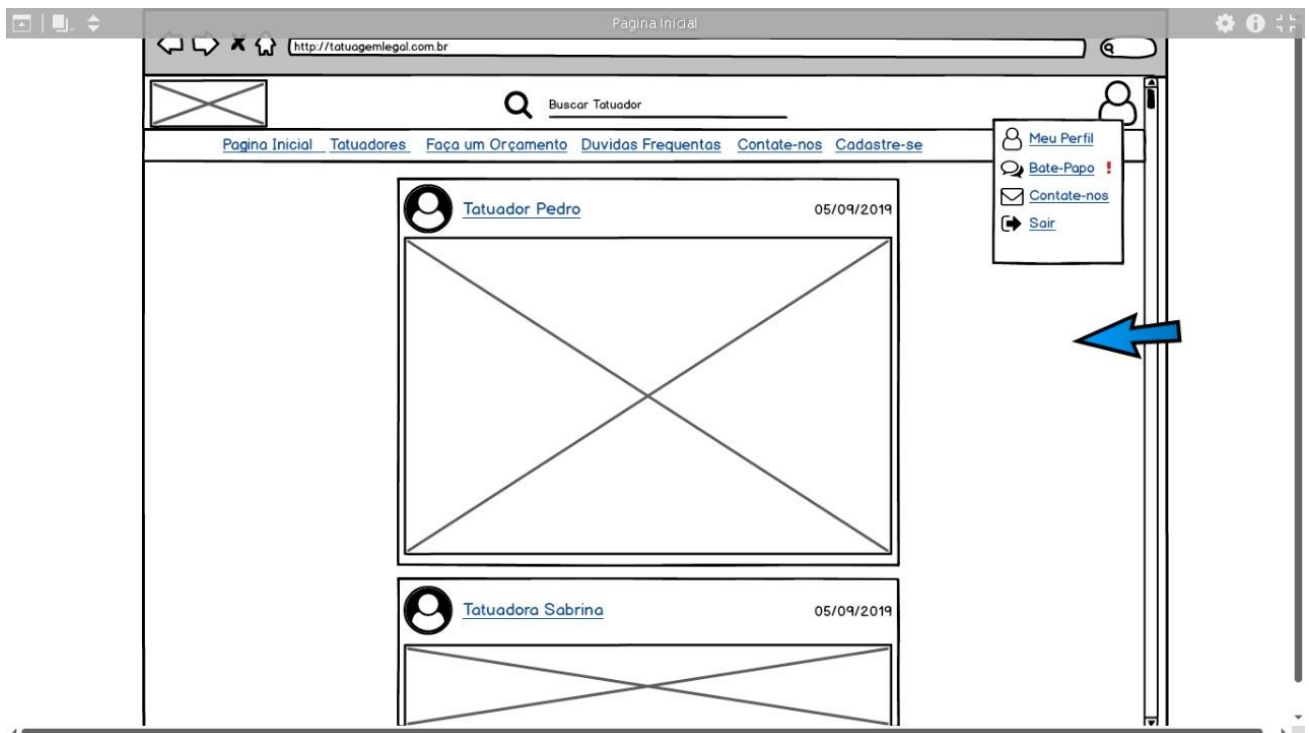 Pagina Inicial
http://tatuagemlegal.com.br
Buscar Tatuador
Pagina Inicial Tatuadores Faça um Orçamento Duvidas Frequentas Contate-nos Cadastre-se
Meu Perfil
Bate-Papo !
Contate-nos
Sair
Tatuador Pedro 05/09/2019
Tatuadora Sabrina 05/09/2019